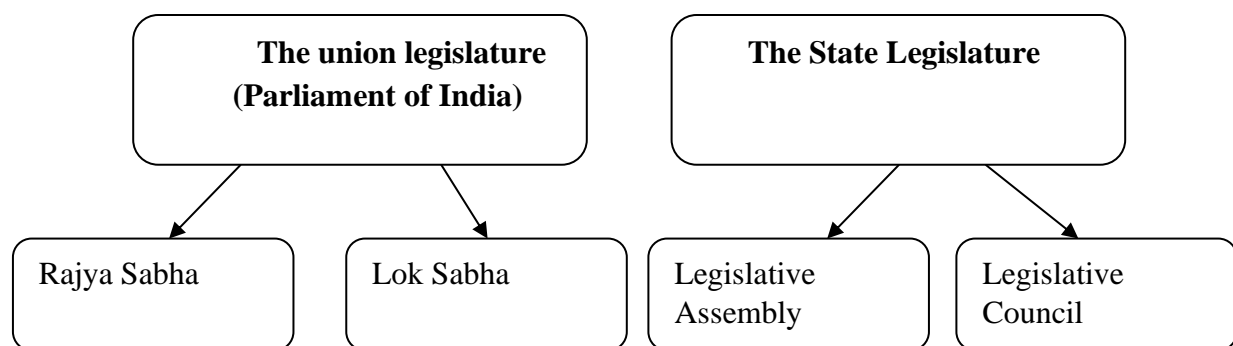 The union legislature
(Parliament of India)
The State Legislature
Rajya Sabha
Lok Sabha
Legislative
Assembly
Legislative
Council